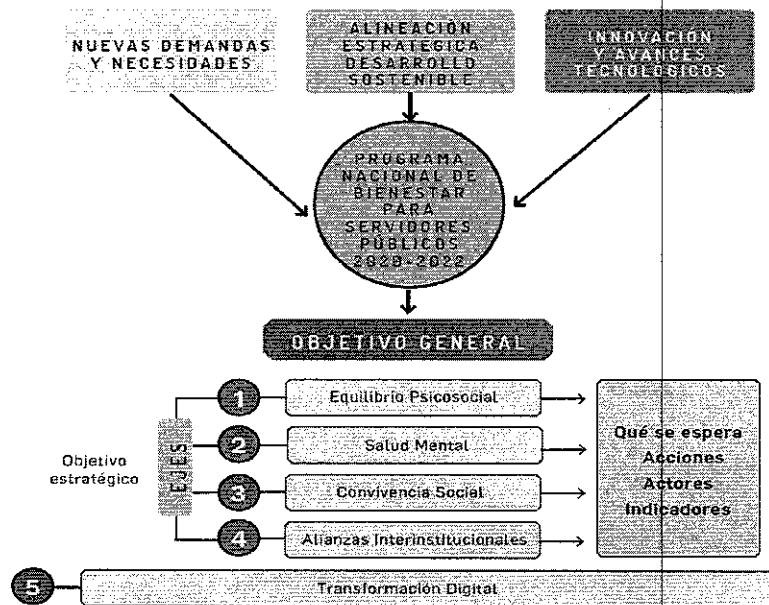 NUEVAS DEMANDAS
Y NECESIDADES
ALINEACIÓN
ESTRATÉGICA
DESARROLLO
SOSTENIBLE
INNOVACIÓN
Y AVANCES
TECNOLÓGICOS
PROGRAMA
NACIONAL DE
BIENESTAR
PARA
SERVIDORES
PÚBLICOS
2020-2022
OBJETIVO GENERAL
Objetivo
estratégico
EJES
1 Equilibrio Psicosocial
2 Salud Mental
3 Convivencia Social
4 Alianzas Interinstitucionales
Qué se espera
Acciones
Actores
Indicadores
5 Transformación Digital